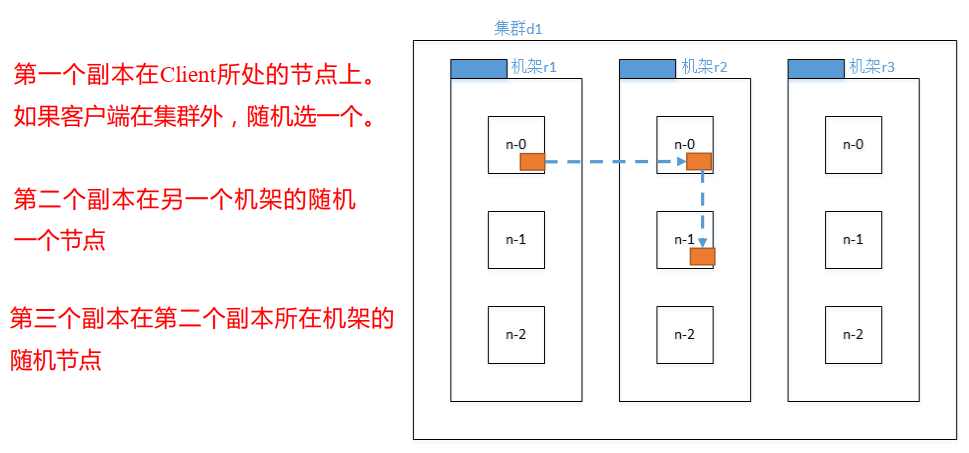 集群d1
第一个副本在Client所处的节点上。
如果客户端在集群外，随机选一个。
第二个副本在另一个机架的随机
一个节点
第三个副本在第二个副本所在机架的
随机节点
机架r1
机架r2
机架r3
n-0
n-0
n-0
n-1
n-1
n-1
n-2
n-2
n-2